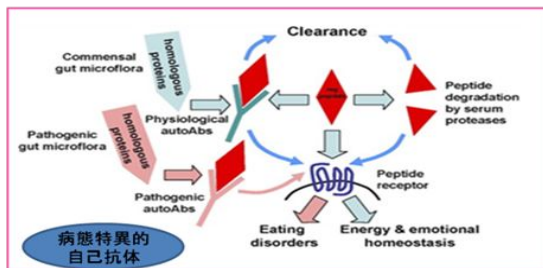 Clearance
Commensal
gut microflora
homologous
proteins
Physiological
autoAbs
Peptide
degradation
by serum
proteases
Pathogenic
gut microflora
homologous
proteins
Pathogenic
autoAbs
Peptide
receptor
Eating
disorders
Energy & emotional
homeostasis
病態特異的
自己抗体